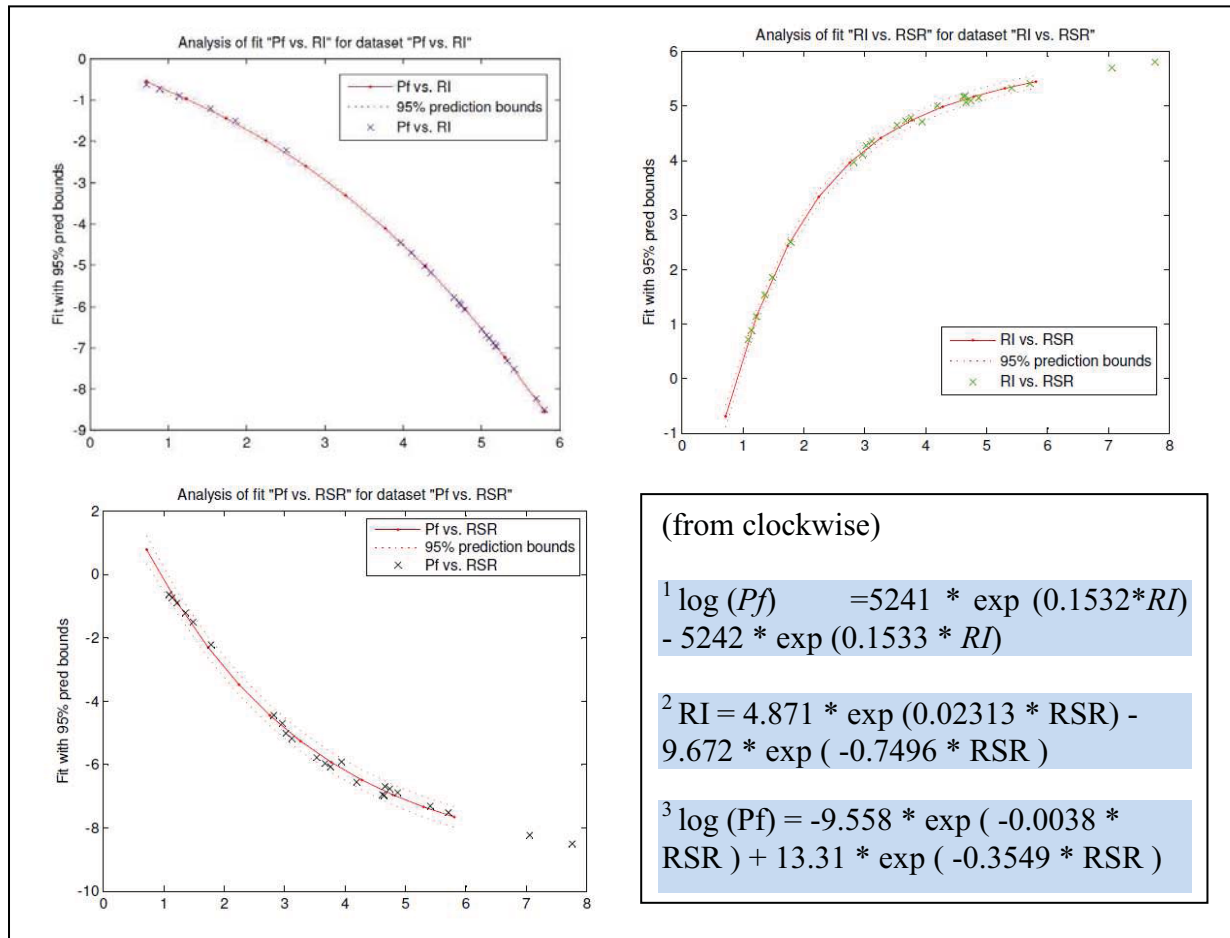 Analysis of fit "Pf vs. RI" for dataset "Pf vs. RI"
Fit with 95% pred bounds
0
-1
-2
-3
-4
-5
-6
-7
-8
-9
0 1 2 3 4 5 6
Pf vs. RI
95% prediction bounds
Pf vs. RI
Analysis of fit "RI vs. RSR" for dataset "RI vs. RSR"
Fit with 95% pred bounds
6
5
4
3
2
1
0
-1
0 1 2 3 4 5 6 7 8
RI vs. RSR
95% prediction bounds
RI vs. RSR
Analysis of fit "Pf vs. RSR" for dataset "Pf vs. RSR"
Fit with 95% pred bounds
2
0
-2
-4
-6
-8
-10
0 1 2 3 4 5 6 7 8
Pf vs. RSR
95% prediction bounds
Pf vs. RSR
(from clockwise)
1 log (Pf) =5241 * exp (0.1532*RI)
- 5242 * exp (0.1533 * RI)
2 RI = 4.871 * exp (0.02313 * RSR) -
9.672 * exp ( -0.7496 * RSR )
3 log (Pf) = -9.558 * exp ( -0.0038 *
RSR ) + 13.31 * exp ( -0.3549 * RSR )